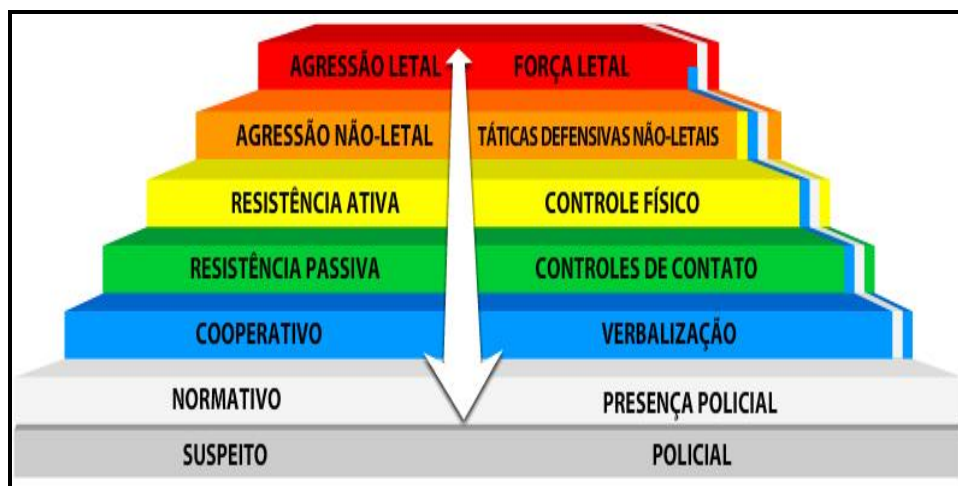 AGRESSÃO LETAL FORÇA LETAL
AGRESSÃO NÃO-LETAL TÁTICAS DEFENSIVAS NÃO-LETAIS
RESISTÊNCIA ATIVA CONTROLE FÍSICO
RESISTÊNCIA PASSIVA CONTROLES DE CONTATO
COOPERATIVO VERBALIZAÇÃO
NORMATIVO PRESENÇA POLICIAL
SUSPEITO POLICIAL